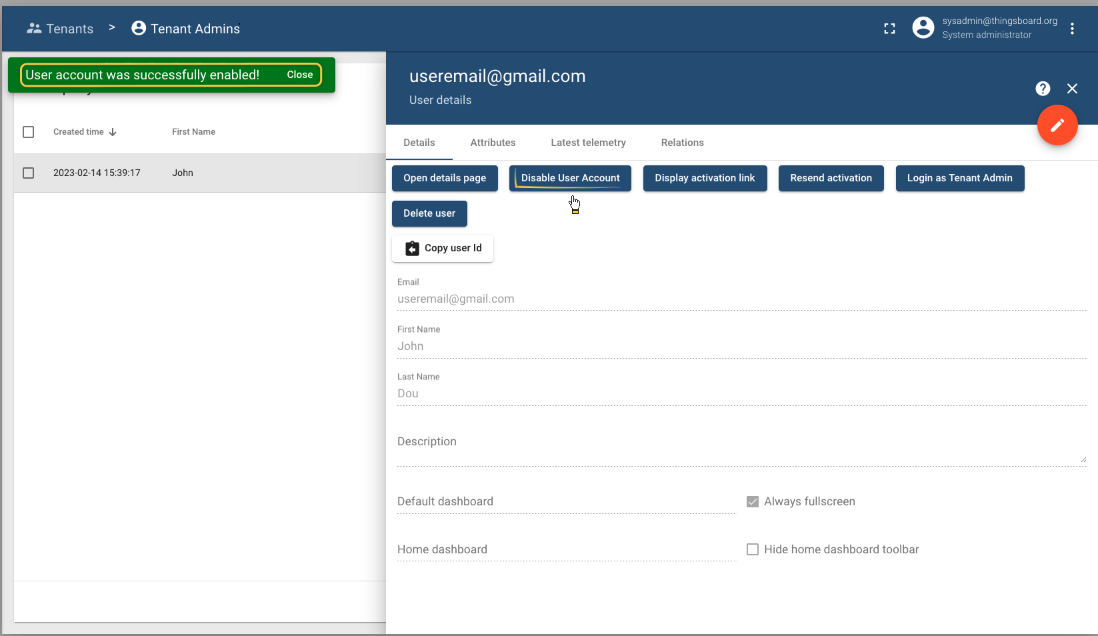 Tenants > Tenant Admins
sysadmin@thingsboard.org
System administrator
User account was successfully enabled! Close
Created time First Name
2023-02-14 15:39:17 John
useremail@gmail.com
User details
?
Details Attributes Latest telemetry Relations
Open details page Disable User Account Display activation link Resend activation Login as Tenant Admin
Delete user
Copy user Id
Email
useremail@gmail.com
First Name
John
Last Name
Dou
Description
Default dashboard Always fullscreen
Home dashboard Hide home dashboard toolbar